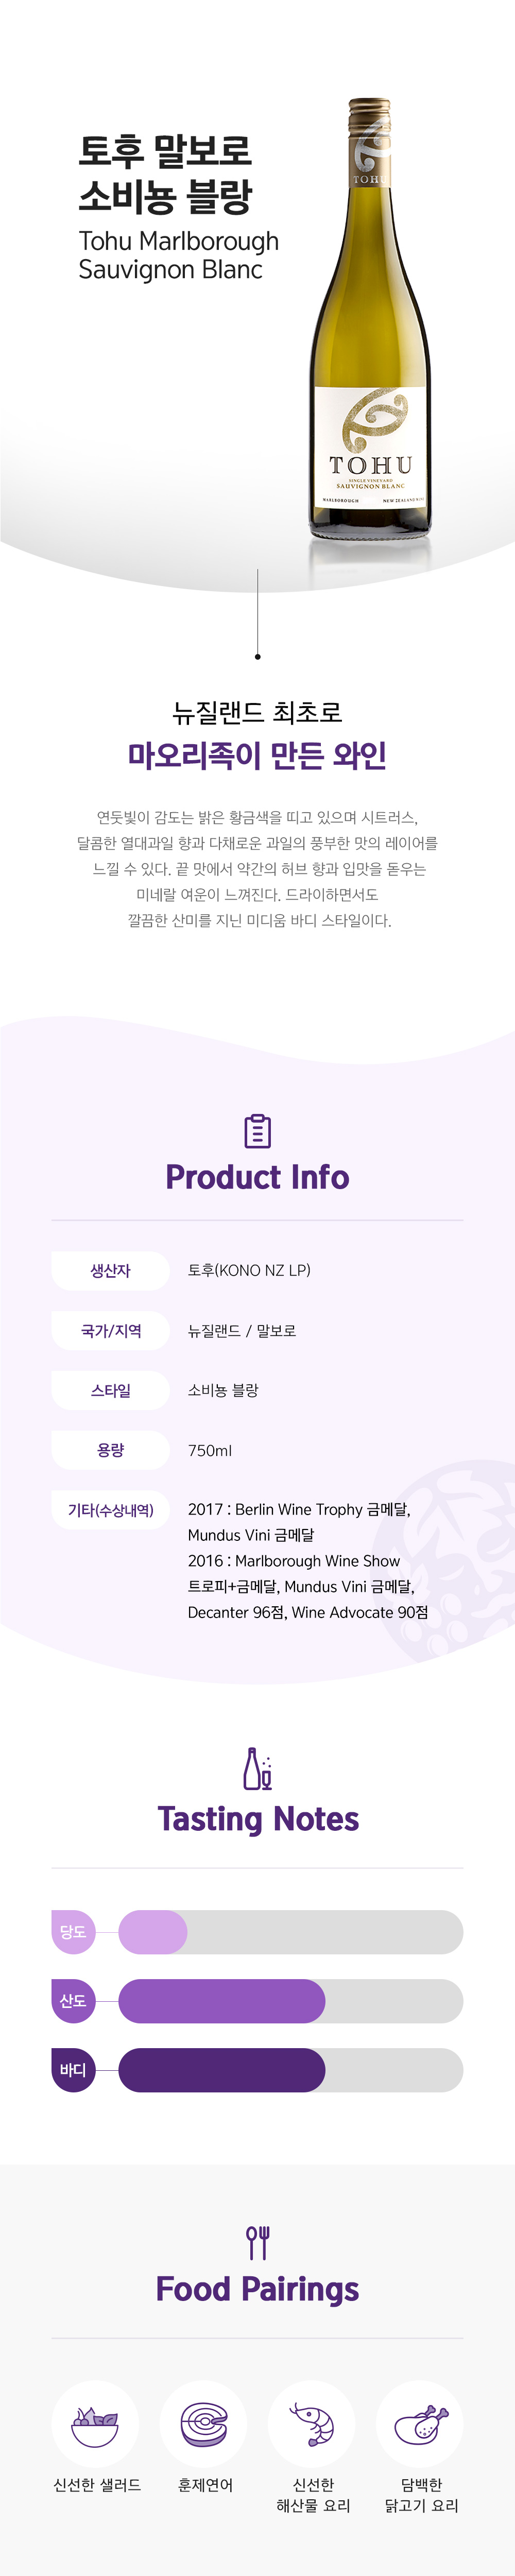 토후 말보로
소비뇽 블랑
Tohu Marlborough
Sauvignon Blanc
TOHU
TOHU
SINGLE VINEYARD
SAUVIGNON BLANC
MARLBOROUGH NEW ZEALAND WINE
뉴질랜드 최초로
마오리족이 만든 와인
연둣빛이 감도는 밝은 황금색을 띠고 있으며 시트러스,
달콤한 열대과일 향과 다채로운 과일의 풍부한 맛의 레이어를
느낄 수 있다. 끝 맛에서 약간의 허브 향과 입맛을 돋우는
미네랄 여운이 느껴진다. 드라이하면서도
깔끔한 산미를 지닌 미디움 바디 스타일이다.
Product Info
생산자 토후(KONO NZ LP)
국가/지역 뉴질랜드 / 말보로
스타일 소비뇽 블랑
용량 750ml
기타(수상내역) 2017 : Berlin Wine Trophy 금메달,
Mundus Vini 금메달
2016 : Marlborough Wine Show
트로피+금메달, Mundus Vini 금메달,
Decanter 96점, Wine Advocate 90점
Tasting Notes
당도
산도
바디
Food Pairings
신선한 샐러드
훈제연어
신선한
해산물 요리
담백한
닭고기 요리